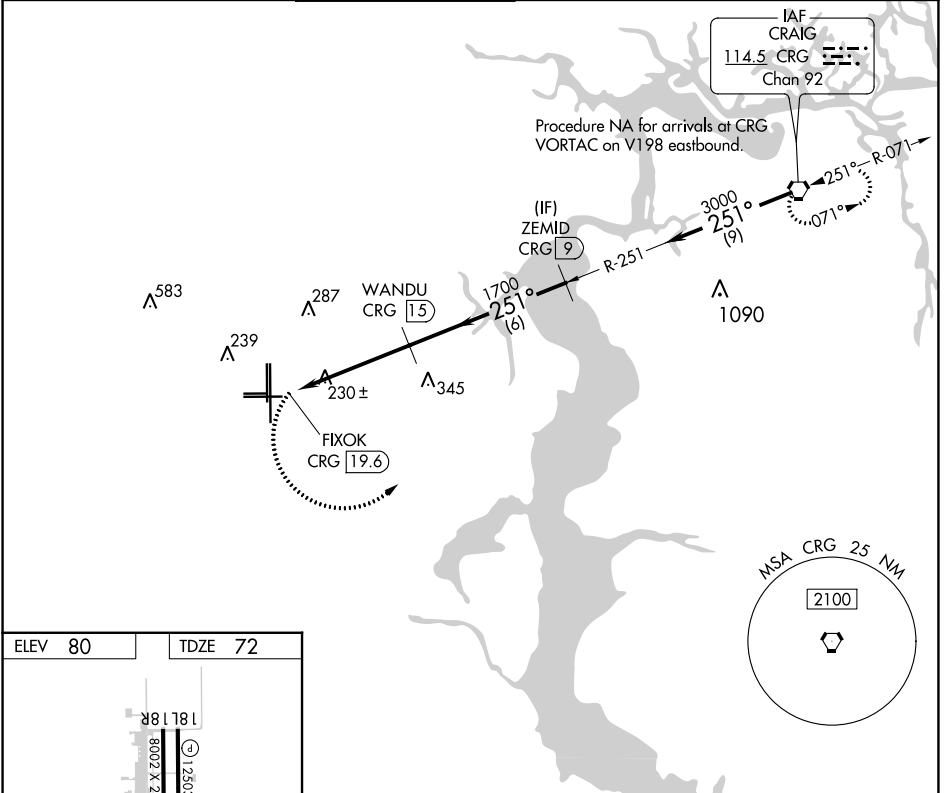 IAF
CRAIG
114.5 CRG
Chan 92
Procedure NA for arrivals at CRG
VORTAC on V198 eastbound.
251°
R-071
071°
3000
251°
(9)
(IF)
ZEMID
CRG 9
R-251
1090
1700
251°
(6)
WANDU
CRG 15
583
287
239
230 ±
345
FIXOK
CRG 19.6
MSA CRG 25 NM
2100
ELEV 80
TDZE 72
18R
18L
P
8002 X 2